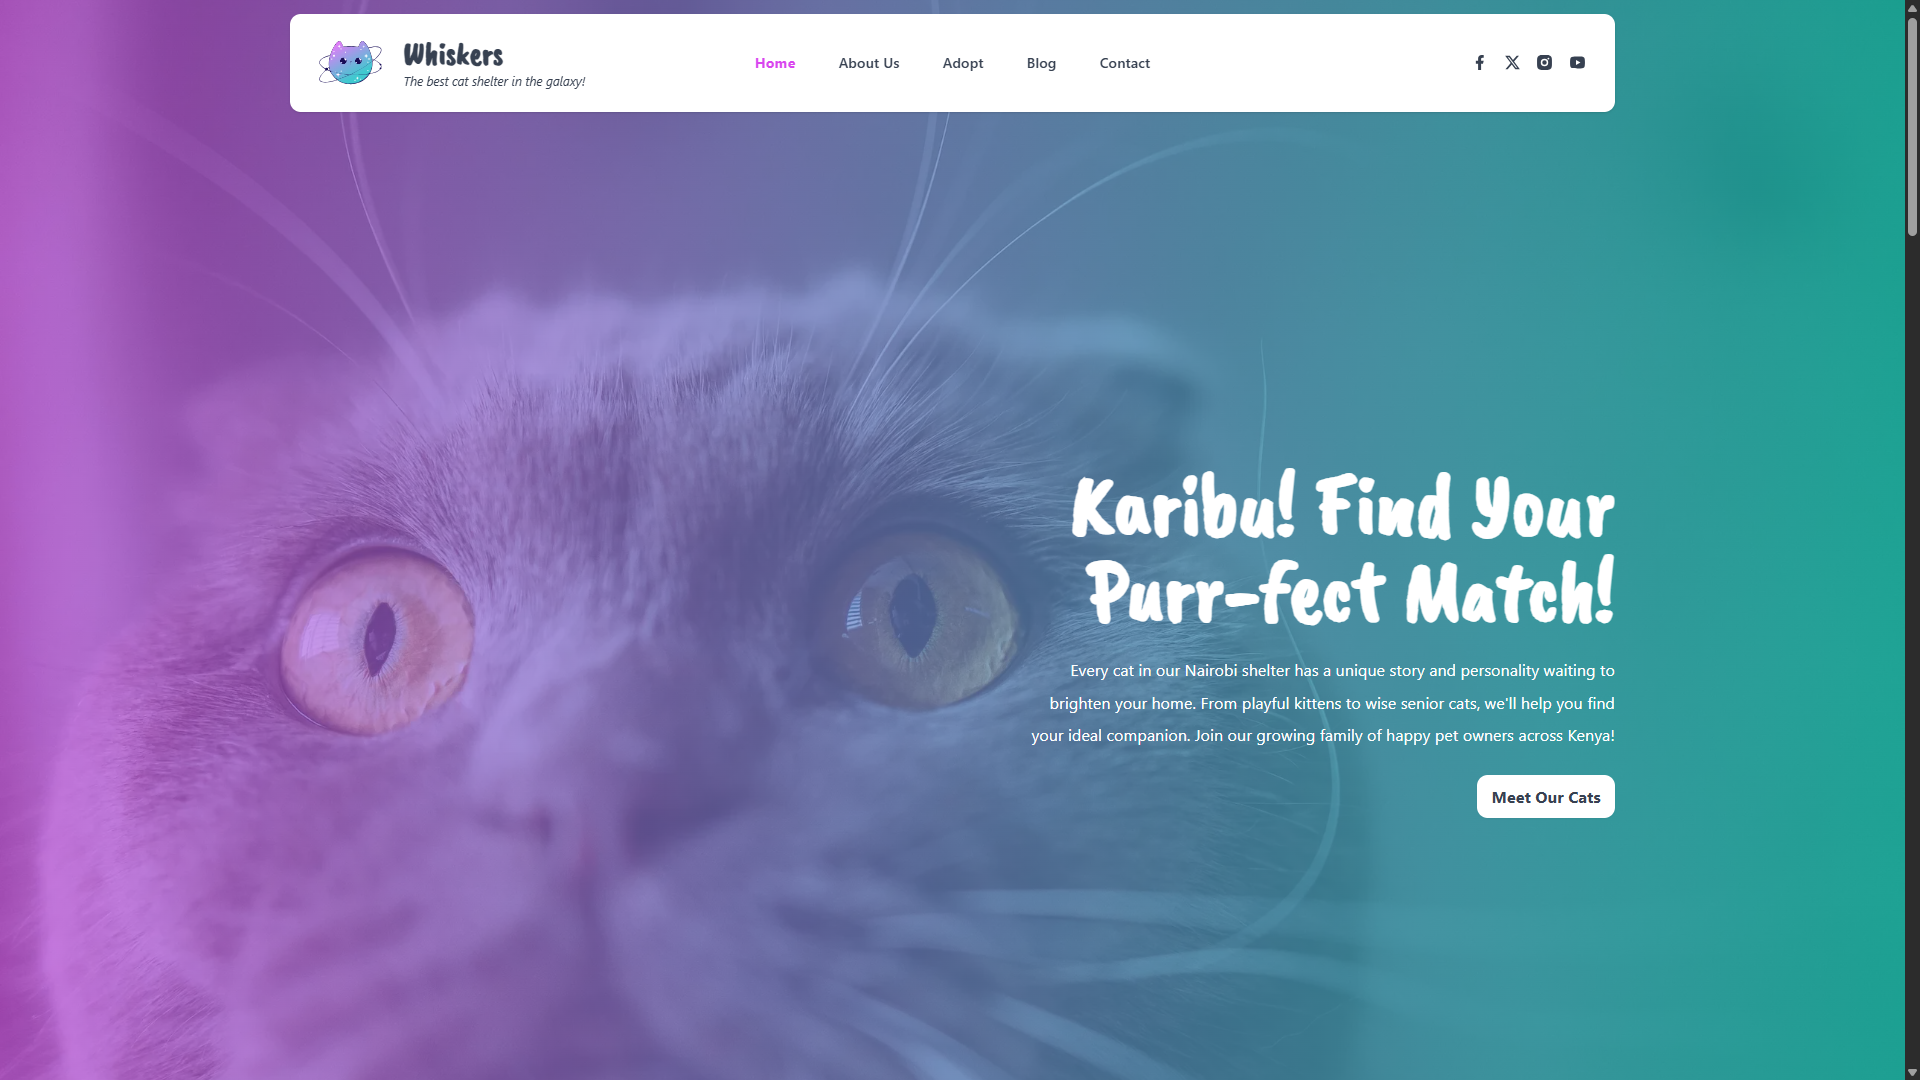 Whiskers
The best cat shelter in the galaxy!
Home
About Us
Adopt
Blog
Contact
Karibu! Find Your
Purr-fect Match!
Every cat in our Nairobi shelter has a unique story and personality waiting to
brighten your home. From playful kittens to wise senior cats, we'll help you find
your ideal companion. Join our growing family of happy pet owners across Kenya!
Meet Our Cats